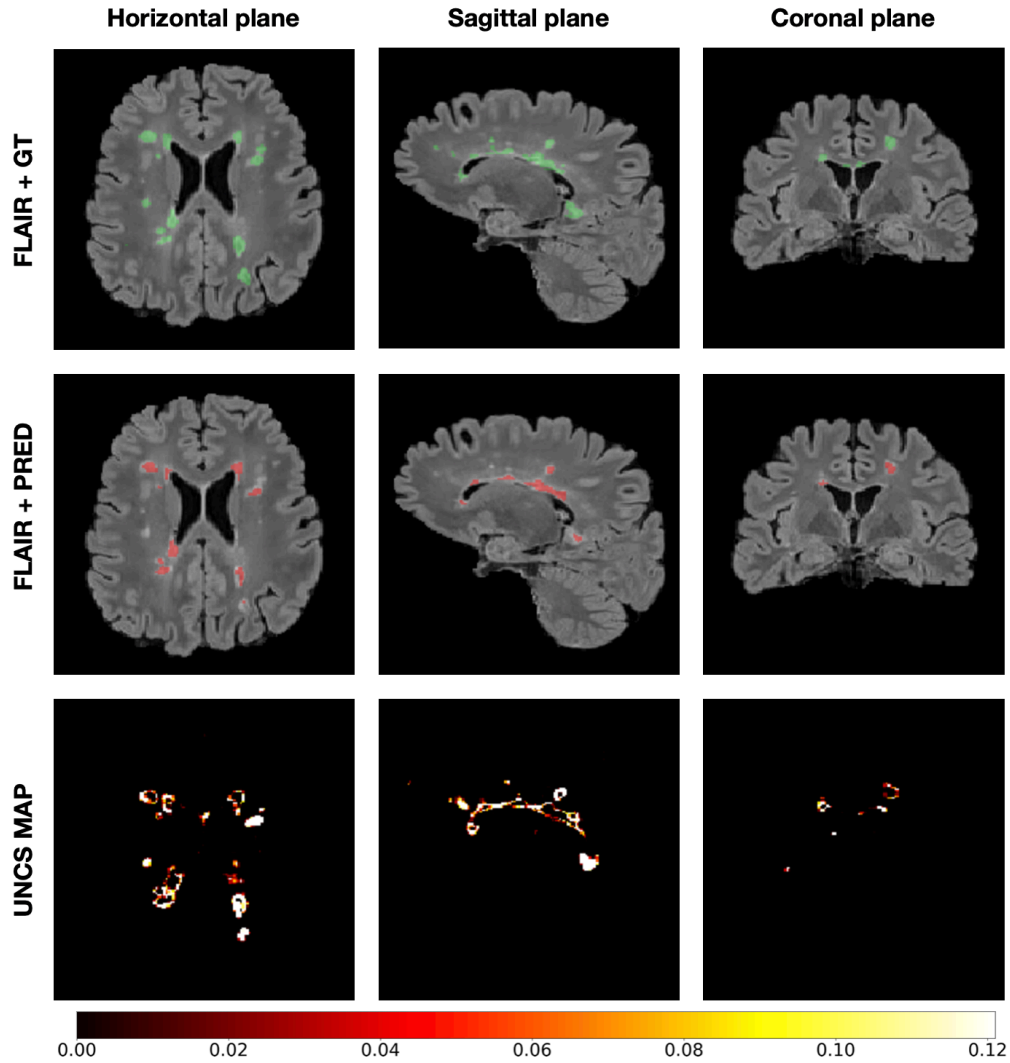 Horizontal plane
Sagittal plane
Coronal plane
FLAIR + GT
FLAIR + PRED
UNCS MAP
0.00
0.02
0.04
0.06
0.08
0.10
0.12